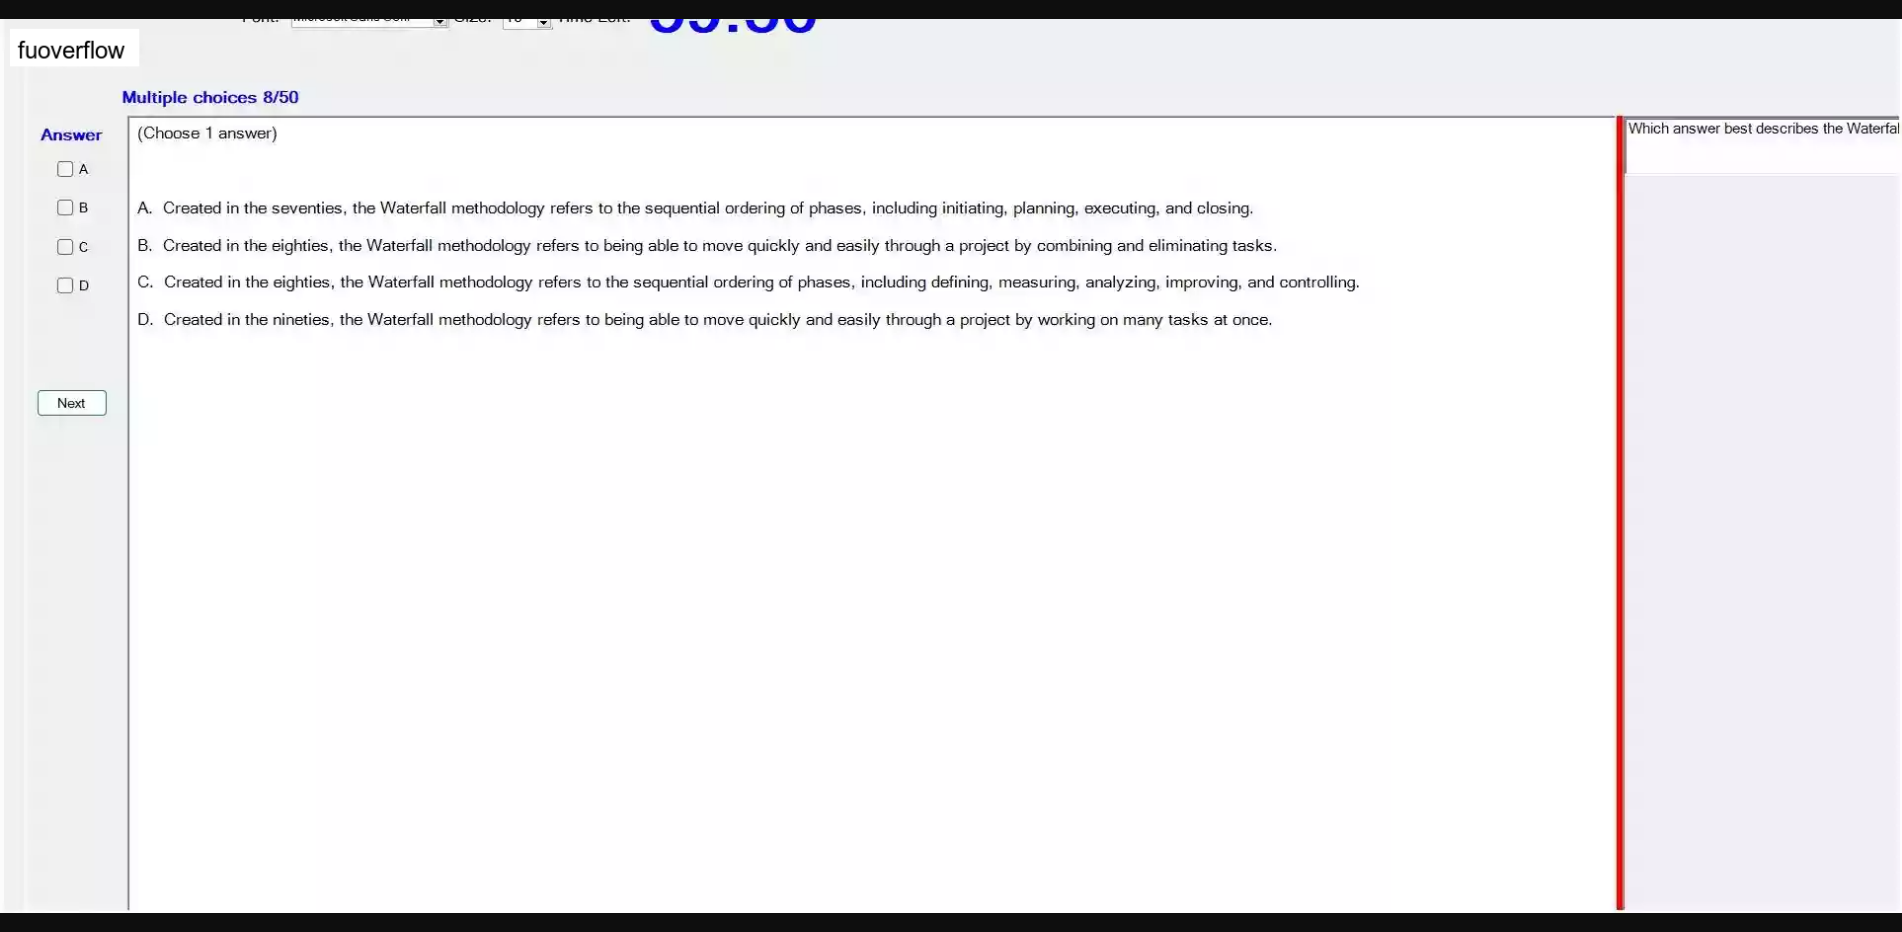 fuoverflow
Multiple choices 8/50
Answer
(Choose 1 answer)
A
B
C
D
A. Created in the seventies, the Waterfall methodology refers to the sequential ordering of phases, including initiating, planning, executing, and closing.
B. Created in the eighties, the Waterfall methodology refers to being able to move quickly and easily through a project by combining and eliminating tasks.
C. Created in the eighties, the Waterfall methodology refers to the sequential ordering of phases, including defining, measuring, analyzing, improving, and controlling.
D. Created in the nineties, the Waterfall methodology refers to being able to move quickly and easily through a project by working on many tasks at once.
Next
Which answer best describes the Waterfal